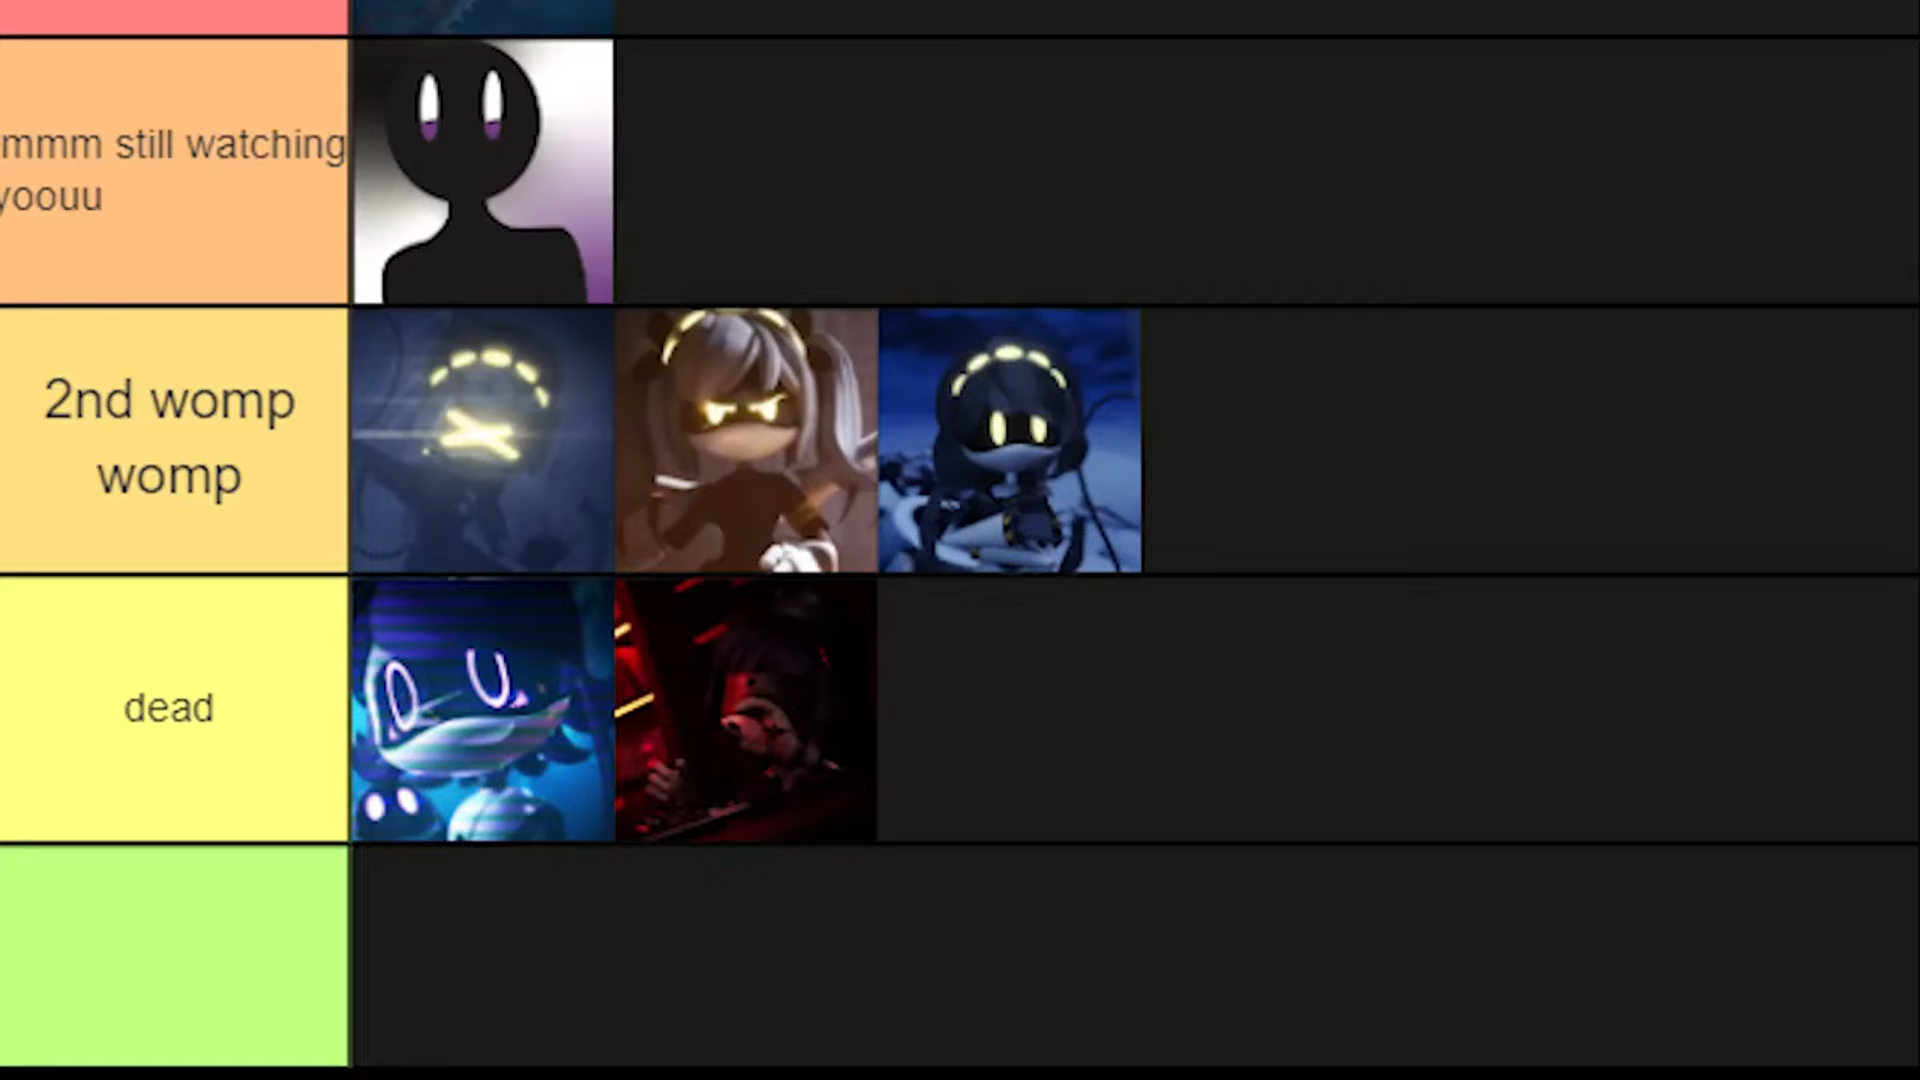 mmm still watching
yoouu
2nd womp
womp
dead